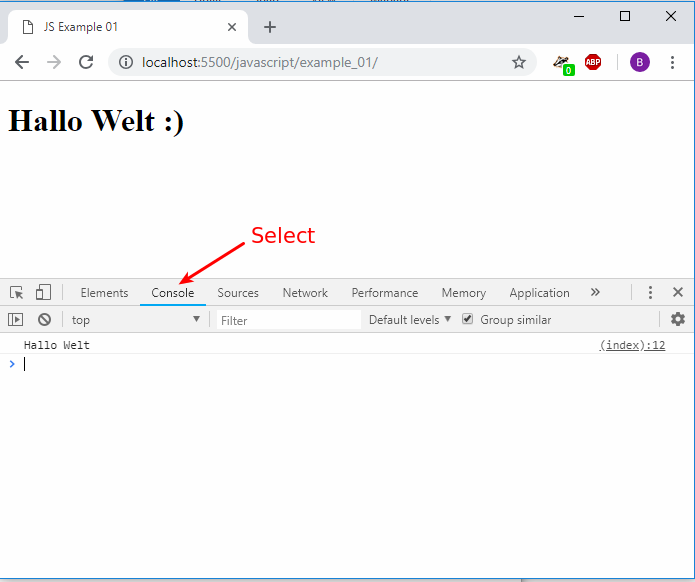 JS Example 01
localhost:5500/javascript/example_01/
0
ABP
B
Hallo Welt :)
Select
Elements Console Sources Network Performance Memory Application »
top Filter Default levels Group similar
Hallo Welt (index):12